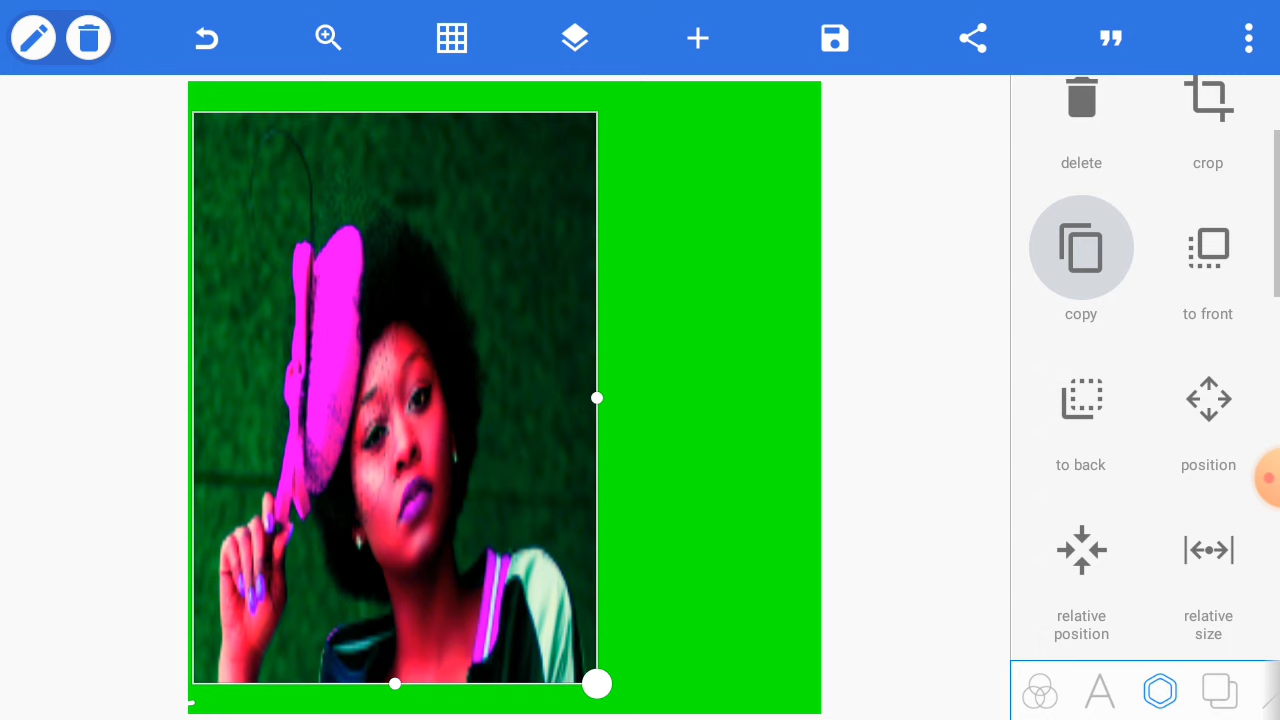 delete
crop
copy
to front
to back
position
relative
position
relative
size